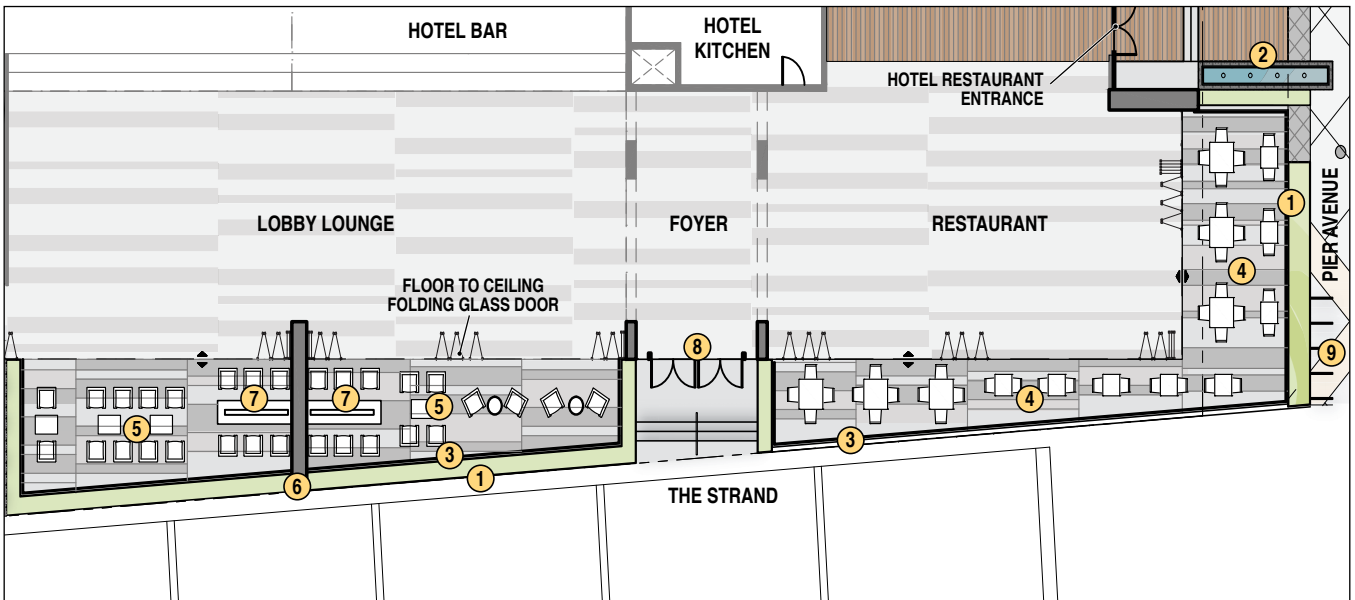 HOTEL BAR
HOTEL
KITCHEN
HOTEL RESTAURANT
ENTRANCE
2
1
PIER AVENUE
LOBBY LOUNGE
FOYER
RESTAURANT
4
FLOOR TO CEILING
FOLDING GLASS DOOR
8
9
7
7
5
5
4
3
3
6
1
THE STRAND